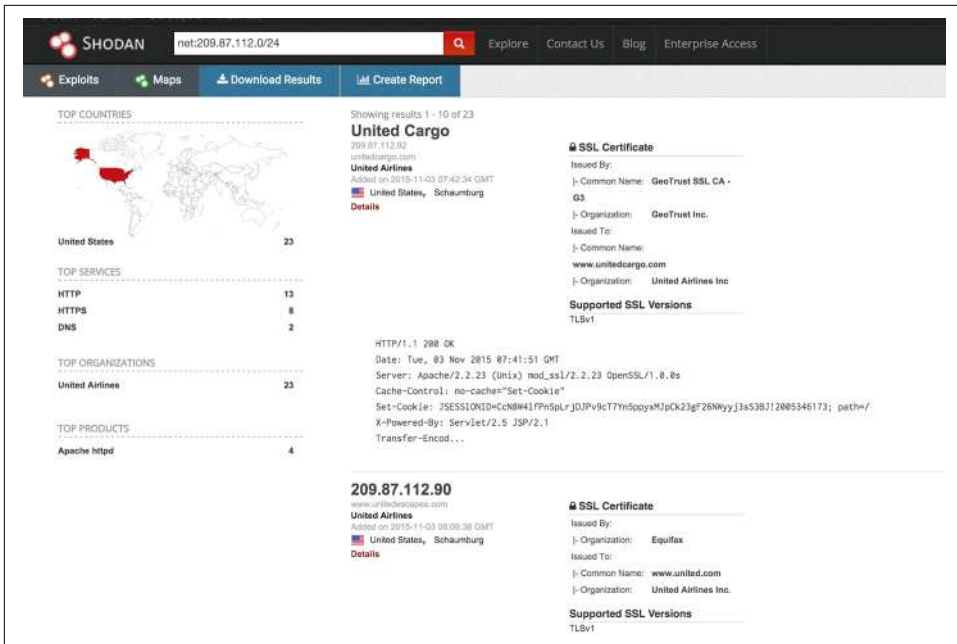 SHODAN net:209.87.112.0/24 Explore Contact Us Blog Enterprise Access
Exploits Maps Download Results Create Report
TOP COUNTRIES
United States 23
TOP SERVICES
HTTP 13
HTTPS 8
DNS 2
TOP ORGANIZATIONS
United Airlines 23
TOP PRODUCTS
Apache httpd 4
Showing results 1 - 10 of 23
United Cargo
209.87.112.92
unitedcargo.com
United Airlines
Added on 2015-11-03 07:42:34 GMT
United States, Schaumburg
Details
SSL Certificate
Issued By:
|- Common Name: GeoTrust SSL CA -
G3
|- Organization: GeoTrust Inc.
Issued To:
|- Common Name:
www.unitedcargo.com
|- Organization: United Airlines Inc
Supported SSL Versions
TLSv1
HTTP/1.1 200 OK
Date: Tue, 03 Nov 2015 07:41:51 GMT
Server: Apache/2.2.23 (Unix) mod_ssl/2.2.23 OpenSSL/1.0.0s
Cache-Control: no-cache="Set-Cookie"
Set-Cookie: path=/
X-Powered-By: Servlet/2.5 JSP/2.1
Transfer-Encod...
209.87.112.90
United Airlines
Added on 2015-11-03 06:09:38 GMT
United States, Schaumburg
Details
SSL Certificate
Issued By:
|- Organization: Equifax
Issued To:
|- Common Name: www.united.com
|- Organization: United Airlines Inc.
Supported SSL Versions
TLSv1